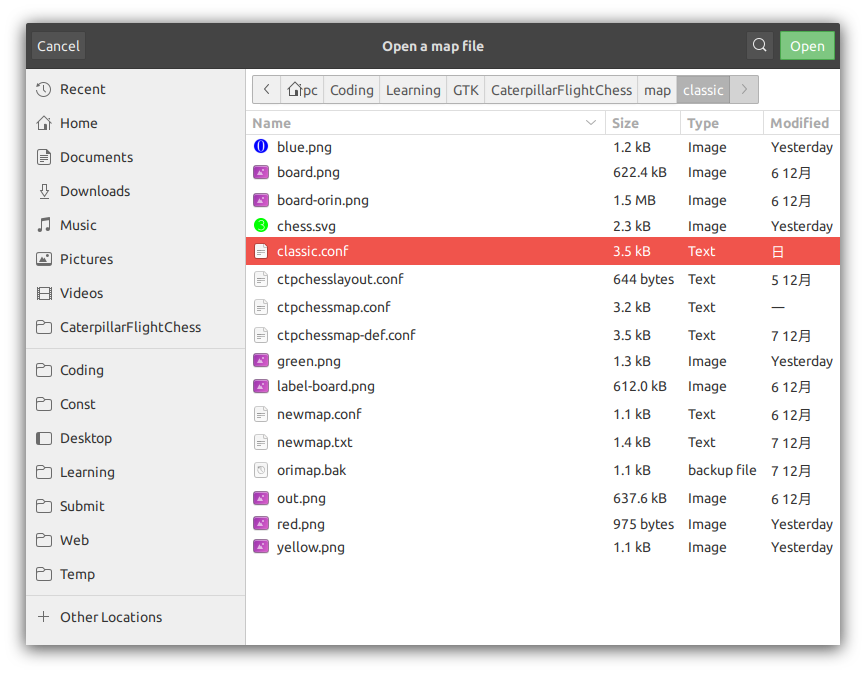 Cancel Open a map file Open
Recent
Home
Documents
Downloads
Music
Pictures
Videos
CaterpillarFlightChess
Coding
Const
Desktop
Learning
Submit
Web
Temp
Other Locations
pc Coding Learning GTK CaterpillarFlightChess map classic
Name Size Type Modified
blue.png 1.2 kB Image Yesterday
board.png 622.4 kB Image 6 12月
board-orin.png 1.5 MB Image 6 12月
chess.svg 2.3 kB Image Yesterday
classic.conf 3.5 kB Text 日
ctpchesslayout.conf 644 bytes Text 5 12月
ctpchessmap.conf 3.2 kB Text —
ctpchessmap-def.conf 3.5 kB Text 7 12月
green.png 1.3 kB Image Yesterday
label-board.png 612.0 kB Image 6 12月
newmap.conf 1.1 kB Text 6 12月
newmap.txt 1.4 kB Text 7 12月
orimap.bak 1.1 kB backup file 7 12月
out.png 637.6 kB Image 6 12月
red.png 975 bytes Image Yesterday
yellow.png 1.1 kB Image Yesterday